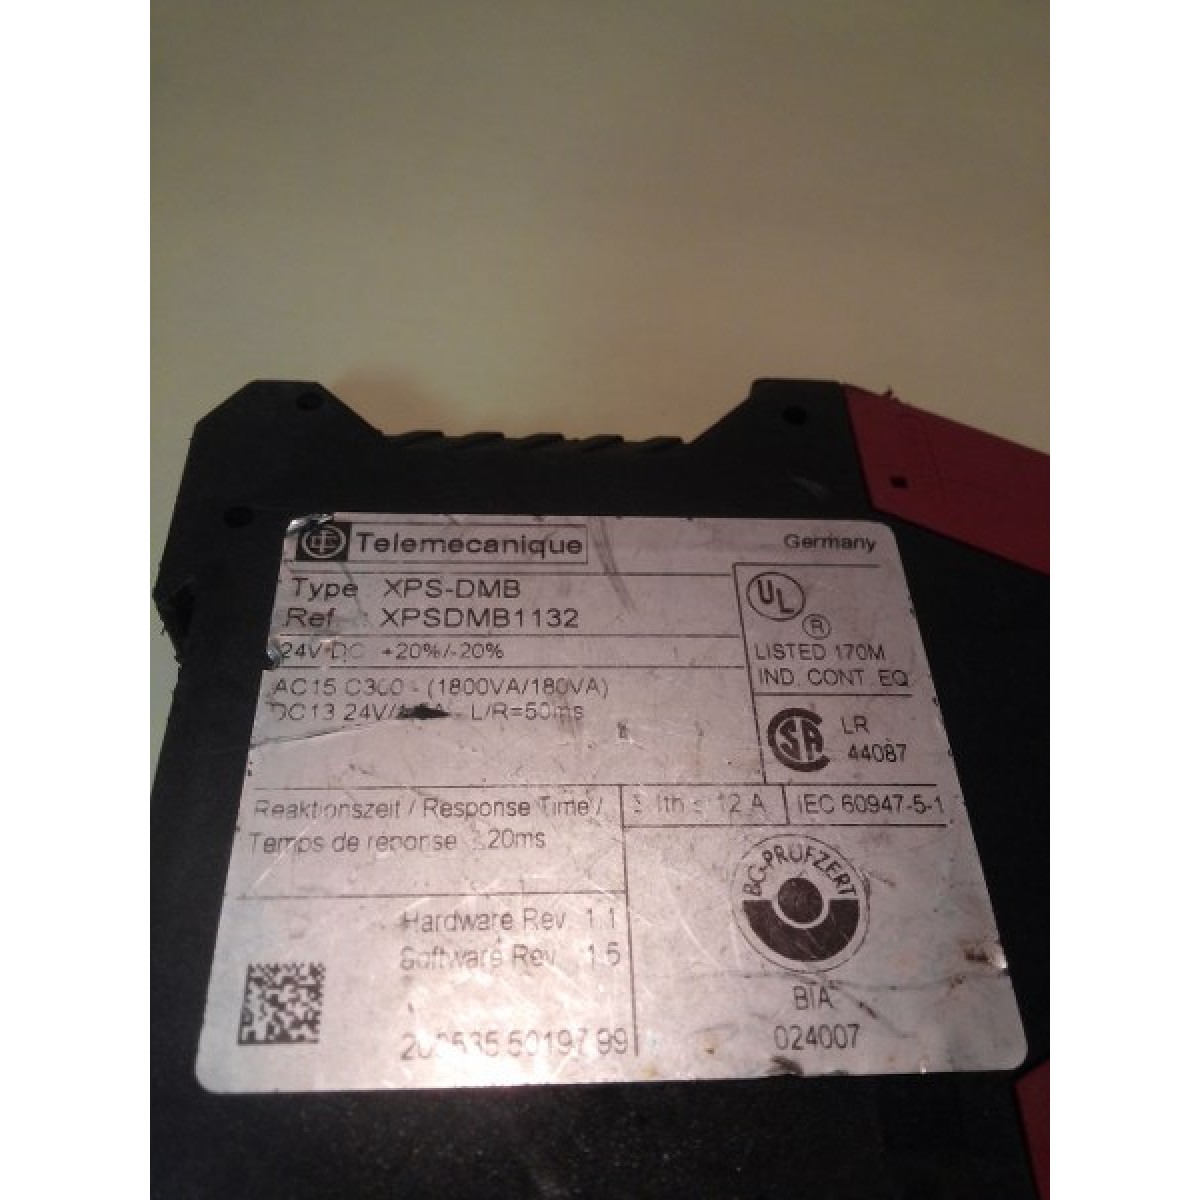 Telemecanique
Germany
Type XPS-DMB
Ref. : XPSDMB1132
24V DC +20%/-20%
AC15 C300 - (1800VA/180VA)
DC13 24V/ - L/R=50ms
UL
®
LISTED 170M
IND. CONT. EQ
LR
44087
Reaktionszeit / Response Time /
Temps de reponse 20ms
Ith 12 A
IEC 60947-5-1
BG-PRÜFZERT
Hardware Rev 1.1
Software Rev 1.5
BIA
024007